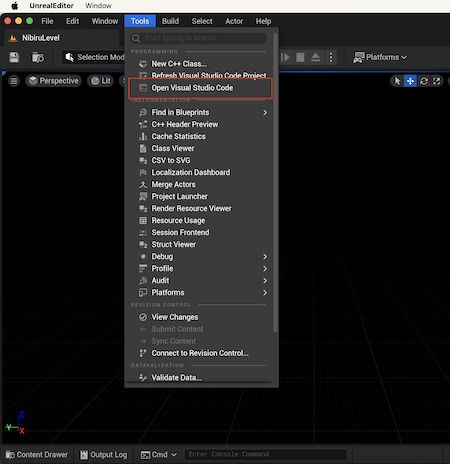 UnrealEditor Window
File Edit Window Tools Build Select Actor Help
NibiruLevel
Start typing to search
Selection Mod
Platforms
PROGRAMMING
New C++ Class...
Refresh Visual Studio Code Project
Open Visual Studio Code
Perspective
Lit
INSTRUMENTATION
Find in Blueprints
C++ Header Preview
Cache Statistics
Class Viewer
CSV to SVG
Localization Dashboard
Merge Actors
Project Launcher
Render Resource Viewer
Resource Usage
Session Frontend
Struct Viewer
Debug
Profile
Audit
Platforms
REVISION CONTROL
View Changes
Submit Content
Sync Content
Connect to Revision Control...
DATAVALIDATION
Validate Data...
Z
Y
X
Content Drawer Output Log Cmd Enter Console Command